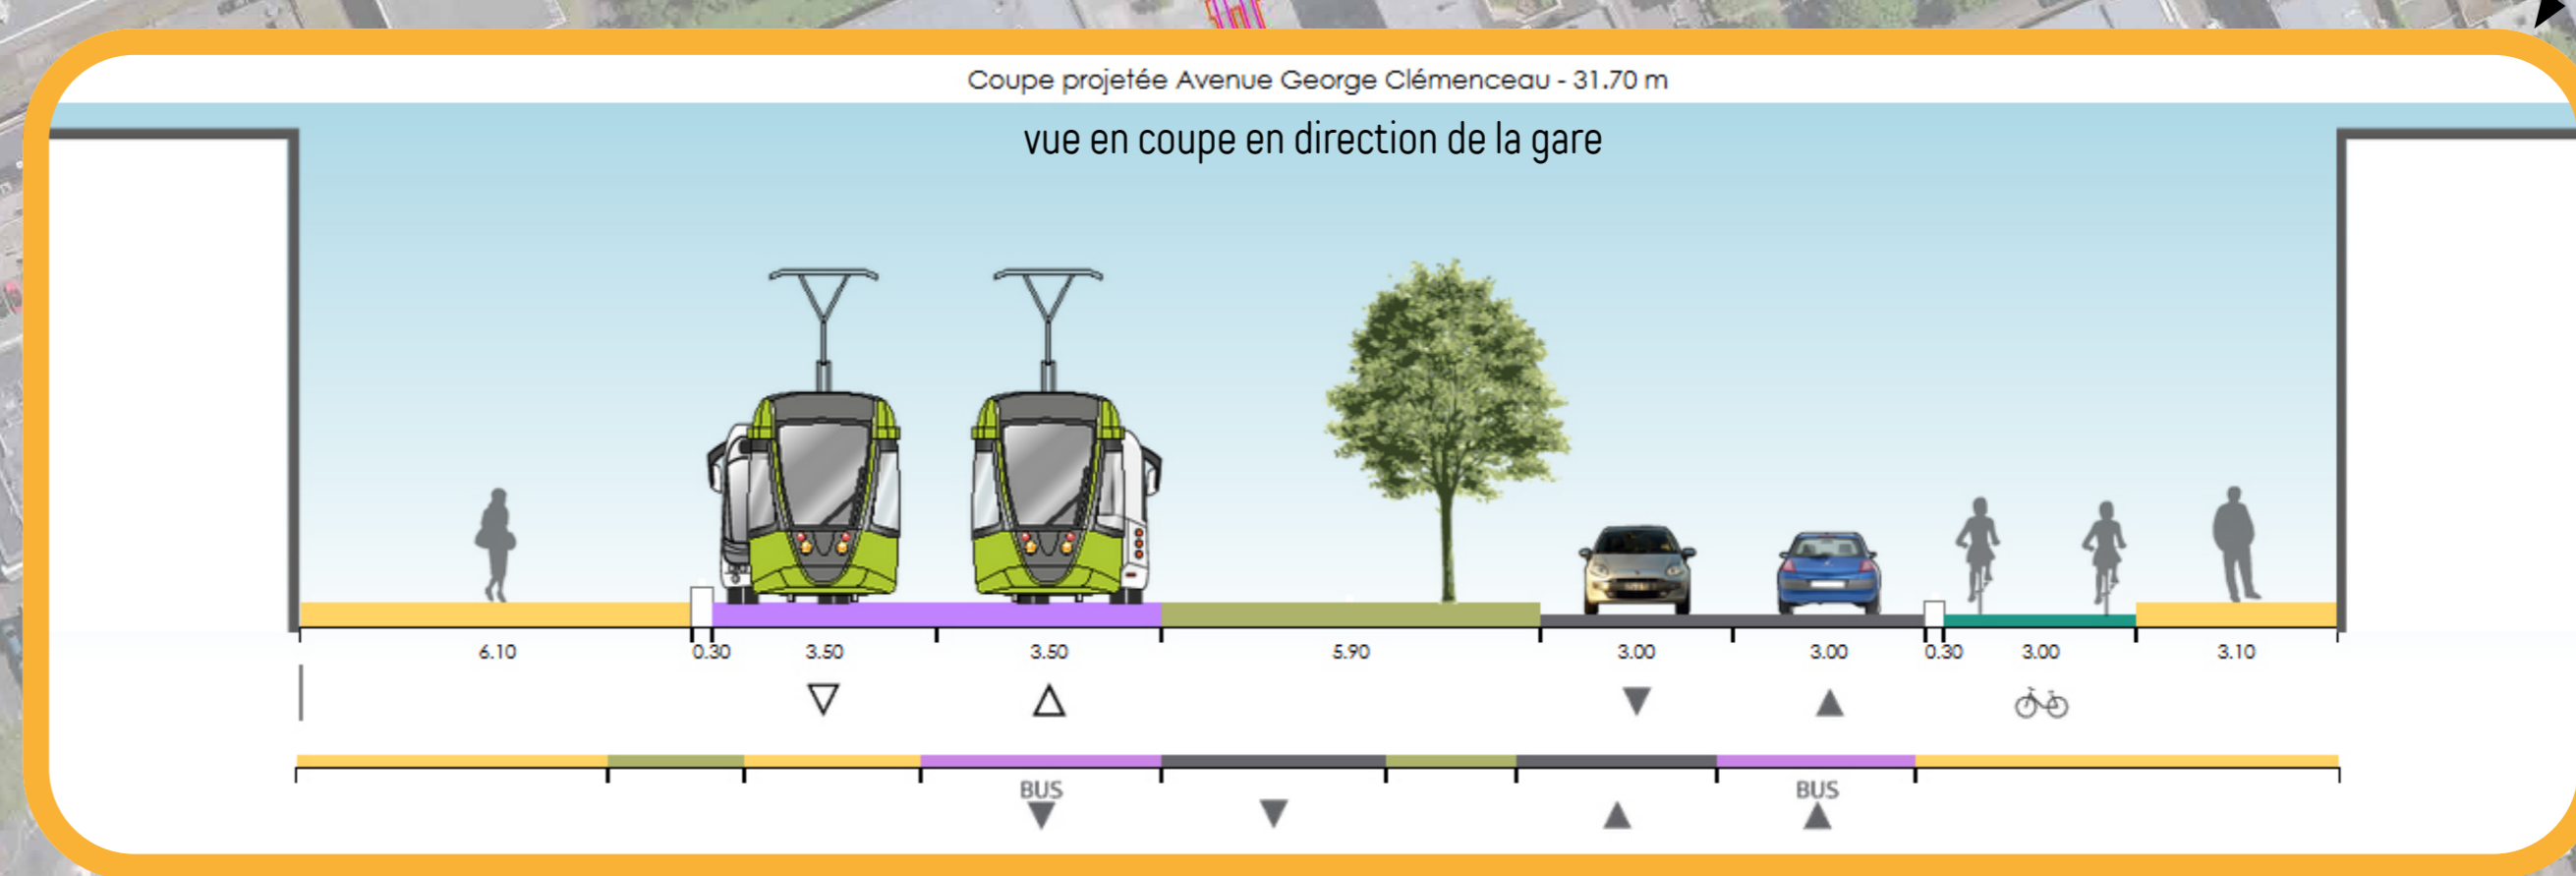 Coupe projetée Avenue George Clémenceau - 31.70 m
vue en coupe en direction de la gare
6.10 0.30 3.50 3.50 5.90 3.00 3.00 0.30 3.00 3.10
BUS BUS